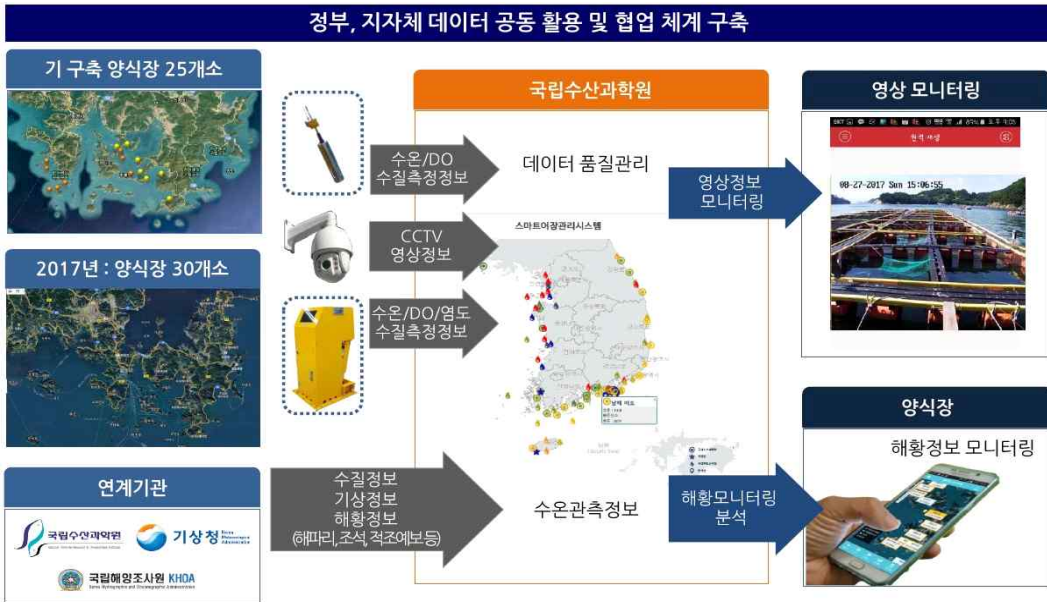 정부, 지자체 데이터 공동 활용 및 협업 체계 구축
기 구축 양식장 25개소
2017년 : 양식장 30개소
연계기관
국립수산과학원
기상청
국립해양조사원 KHOA
수온/DO
수질측정정보
CCTV
영상정보
수온/DO/염도
수질측정정보
수질정보
기상정보
해황정보
(해파리, 조석, 적조예보 등)
국립수산과학원
데이터 품질관리
스마트어장관리시스템
수온관측정보
영상정보
모니터링
해황모니터링
분석
영상 모니터링
08-27-2017 Sun 15:06:55
양식장
해황정보 모니터링